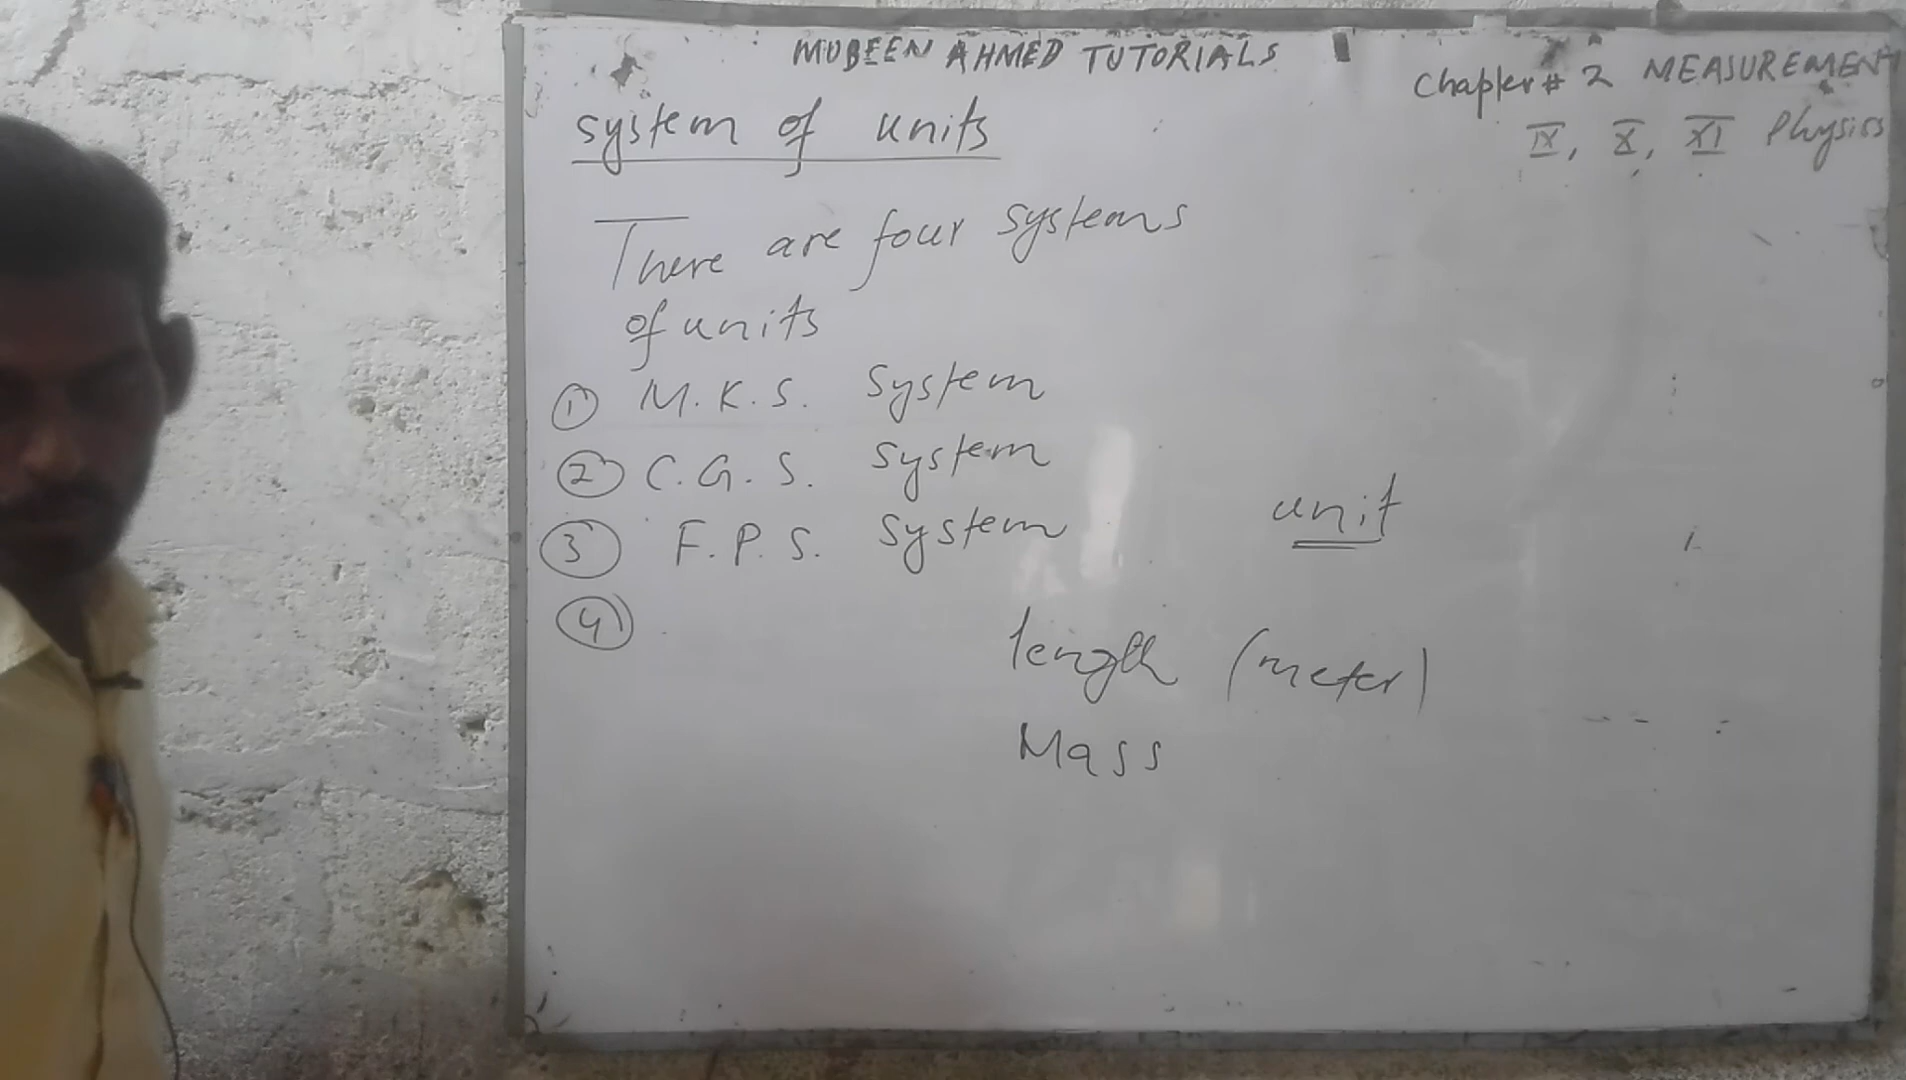 MUBEEN AHMED TUTORIALS
Chapter # 2 MEASUREMENT
IX, X, XI Physics
system of units
There are four systems
of units
① M.K.S. System
② C.G.S. System
③ F.P.S. System
④
unit
length (meter)
Mass